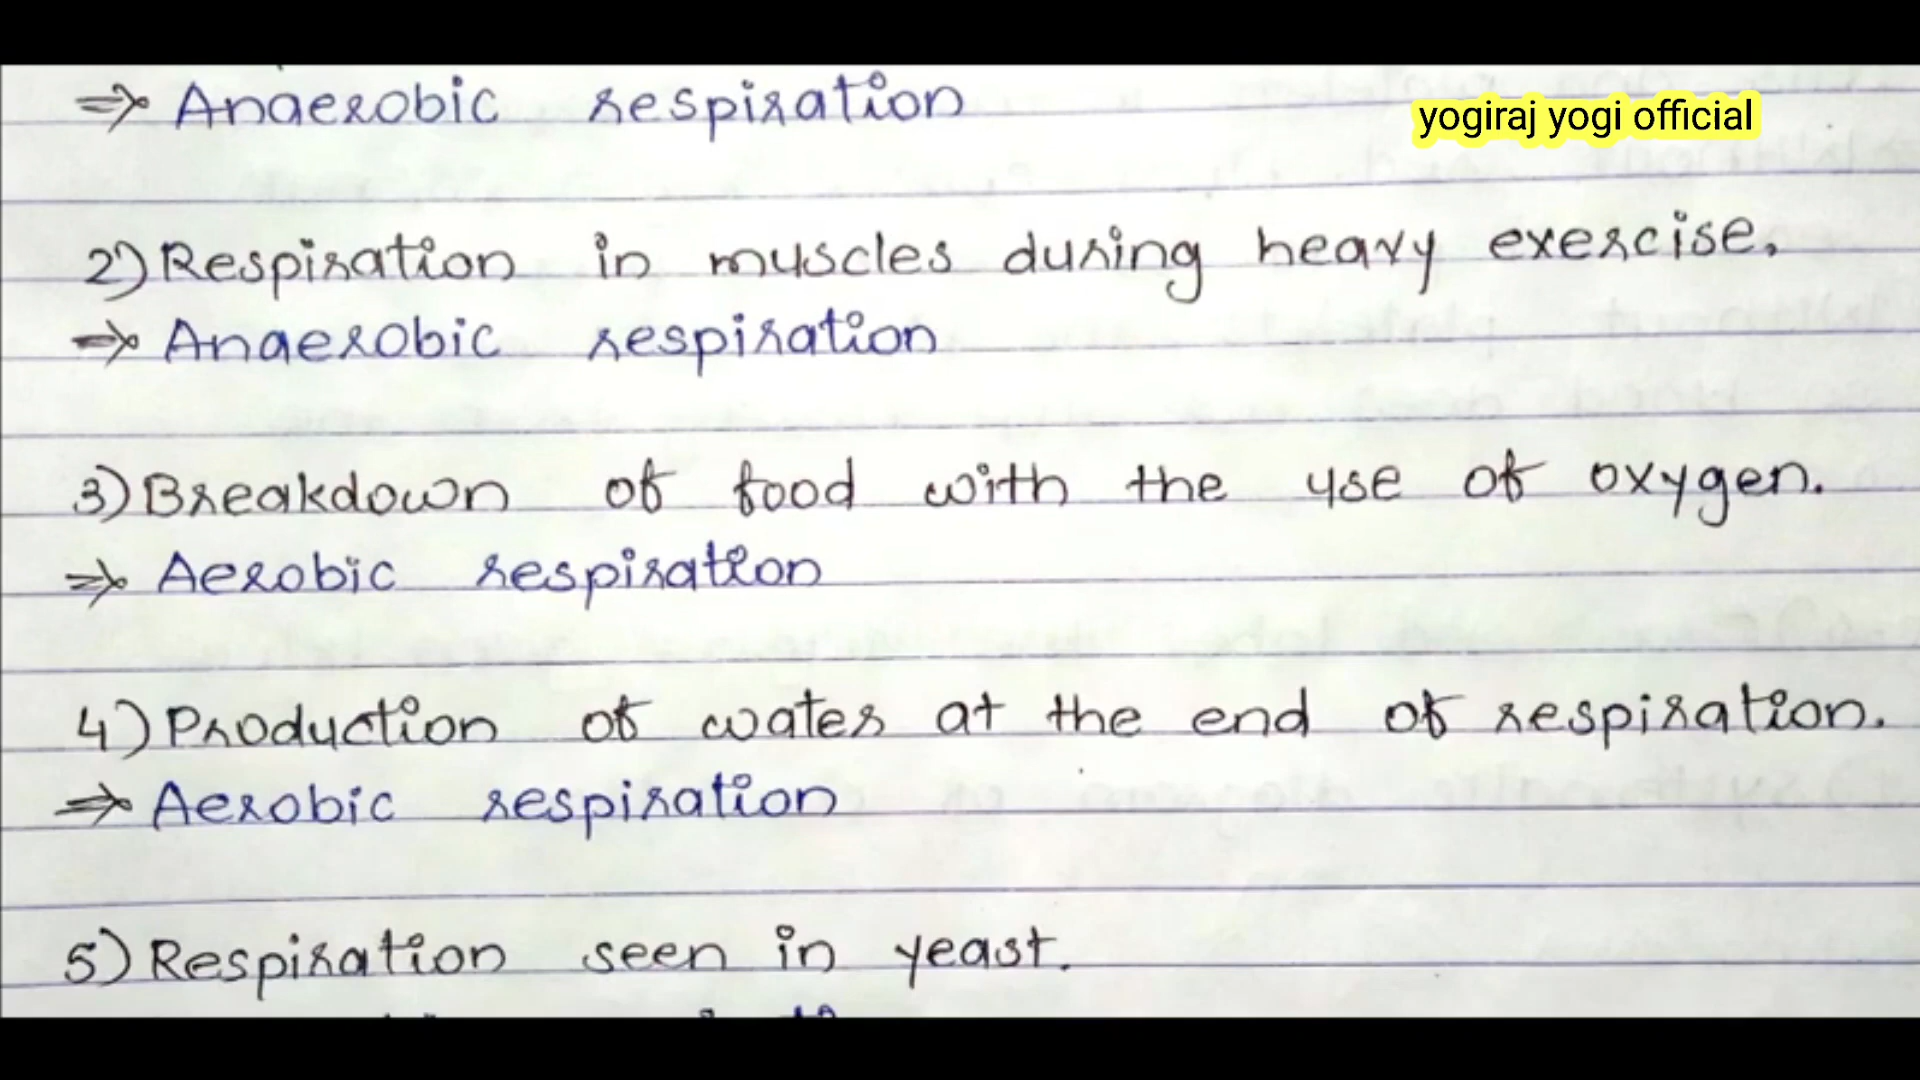 ⇒ Anaerobic respiration
yogiraj yogi official
2) Respiration in muscles during heavy exercise.
⇒ Anaerobic respiration
3) Breakdown of food with the use of oxygen.
⇒ Aerobic respiration
4) Production of water at the end of respiration.
⇒ Aerobic respiration
5) Respiration seen in yeast.